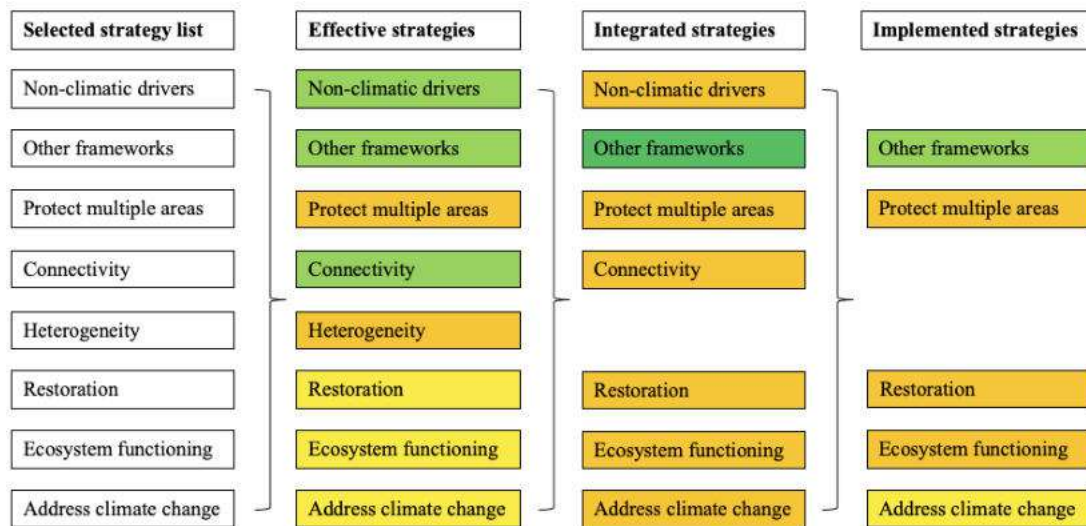 Selected strategy list
Effective strategies
Integrated strategies
Implemented strategies
Non-climatic drivers
Non-climatic drivers
Non-climatic drivers
Other frameworks
Other frameworks
Other frameworks
Other frameworks
Protect multiple areas
Protect multiple areas
Protect multiple areas
Protect multiple areas
Connectivity
Connectivity
Connectivity
Heterogeneity
Heterogeneity
Restoration
Restoration
Restoration
Restoration
Ecosystem functioning
Ecosystem functioning
Ecosystem functioning
Ecosystem functioning
Address climate change
Address climate change
Address climate change
Address climate change